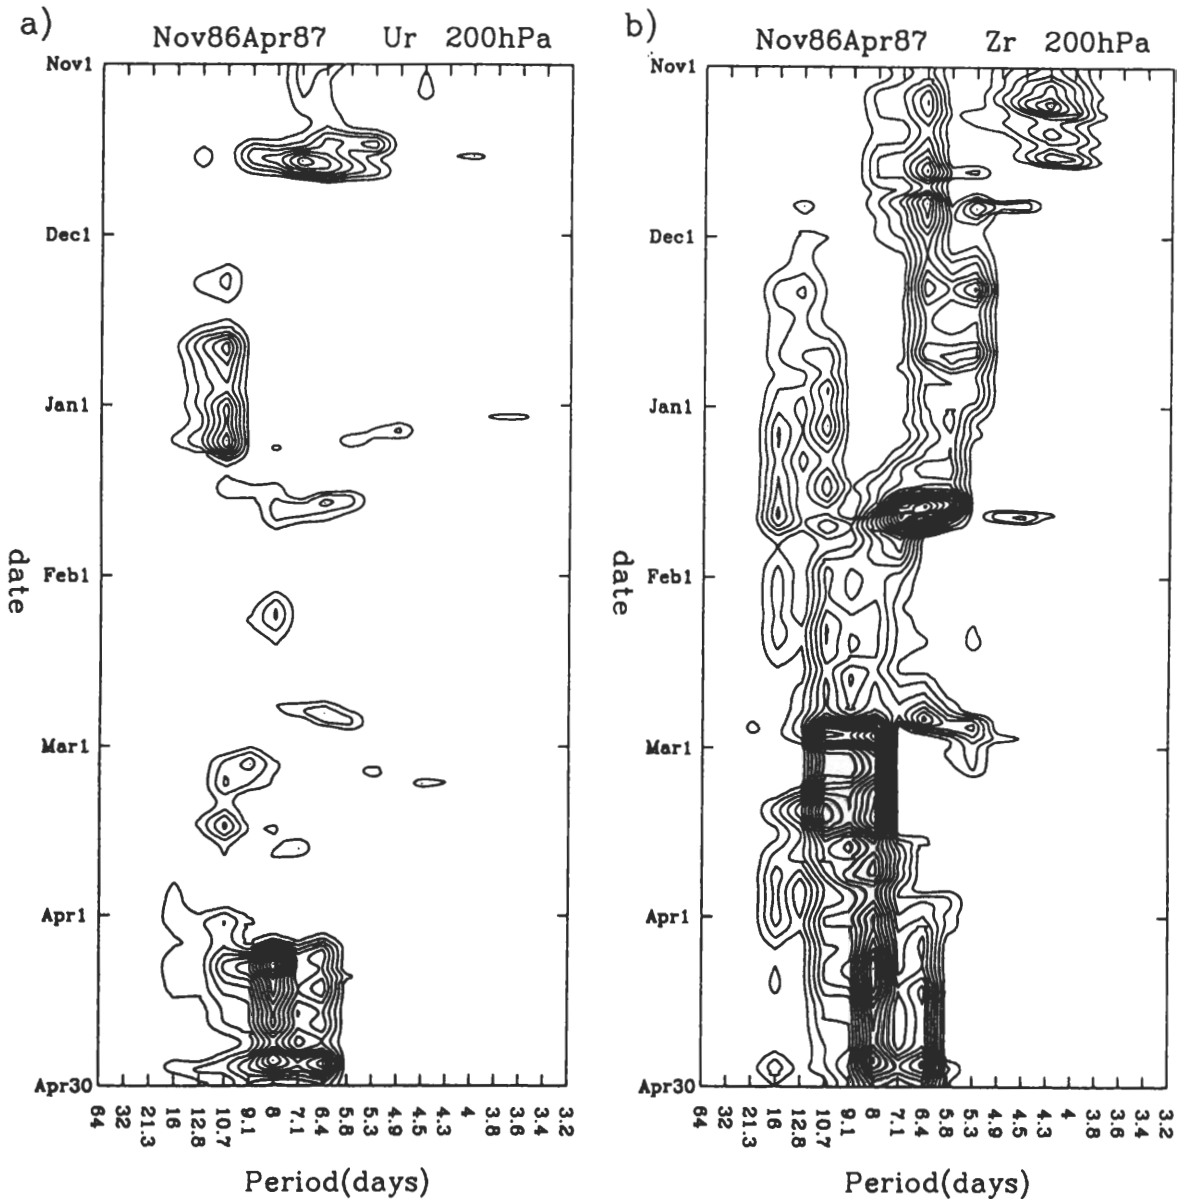 a)
Nov86Apr87 Ur 200hPa
Nov1
Dec1
Jan1
Feb1
Mar1
Apr1
Apr30
date
64
32
21.3
16
12.8
10.7
9.1
8
7.1
6.4
5.8
5.3
4.9
4.5
4.3
4
3.8
3.6
3.4
3.2
Period(days)
b)
Nov86Apr87 Zr 200hPa
Nov1
Dec1
Jan1
Feb1
Mar1
Apr1
Apr30
date
64
32
21.3
16
12.8
10.7
9.1
8
7.1
6.4
5.8
5.3
4.9
4.5
4.3
4
3.8
3.6
3.4
3.2
Period(days)